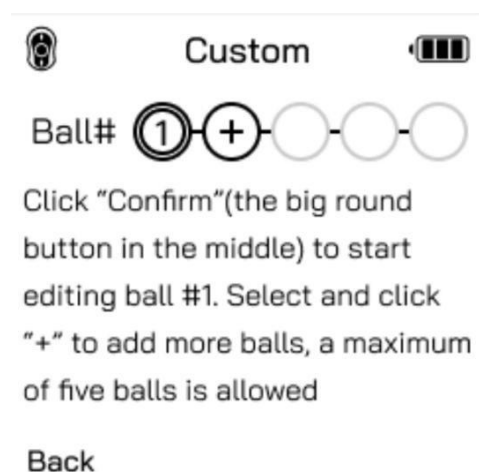 Custom
Ball# 1 +
Click "Confirm"(the big round
button in the middle) to start
editing ball #1. Select and click
"+" to add more balls, a maximum
of five balls is allowed
Back